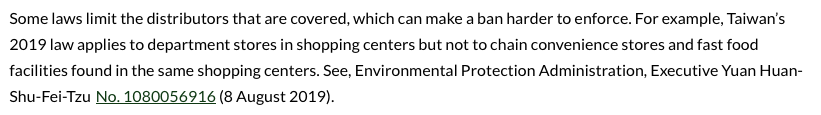 Some laws limit the distributors that are covered, which can make a ban harder to enforce. For example, Taiwan's
2019 law applies to department stores in shopping centers but not to chain convenience stores and fast food
facilities found in the same shopping centers. See, Environmental Protection Administration, Executive Yuan Huan-
Shu-Fei-Tzu No. 1080056916 (8 August 2019).